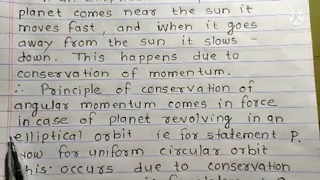 planet comes near the sun it
moves fast, and when it goes
away from the sun it slows -
down. This happens due to
conservation of momentum.
∴ Principle of conservation of
angular momentum comes in force
in case of planet revolving in an
elliptical orbit ie for statement P.
now for uniform circular orbit
this occurs due to conservation